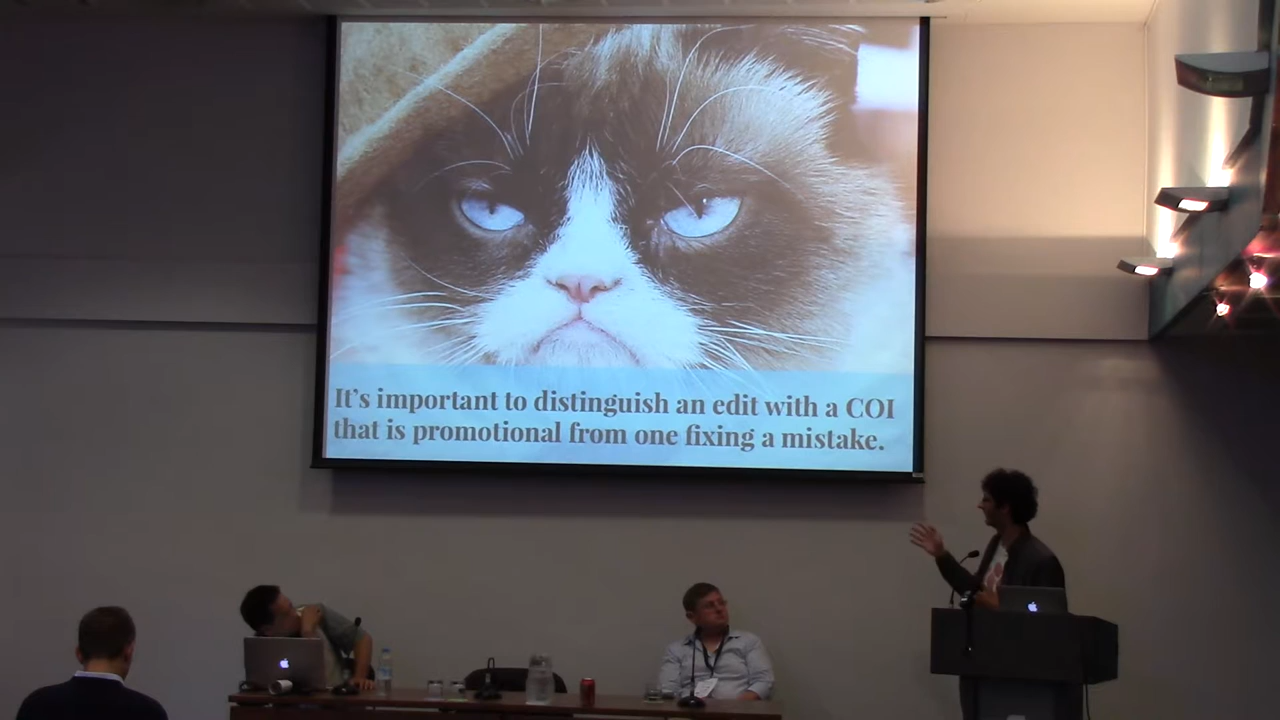 It's important to distinguish an edit with a COI
that is promotional from one fixing a mistake.